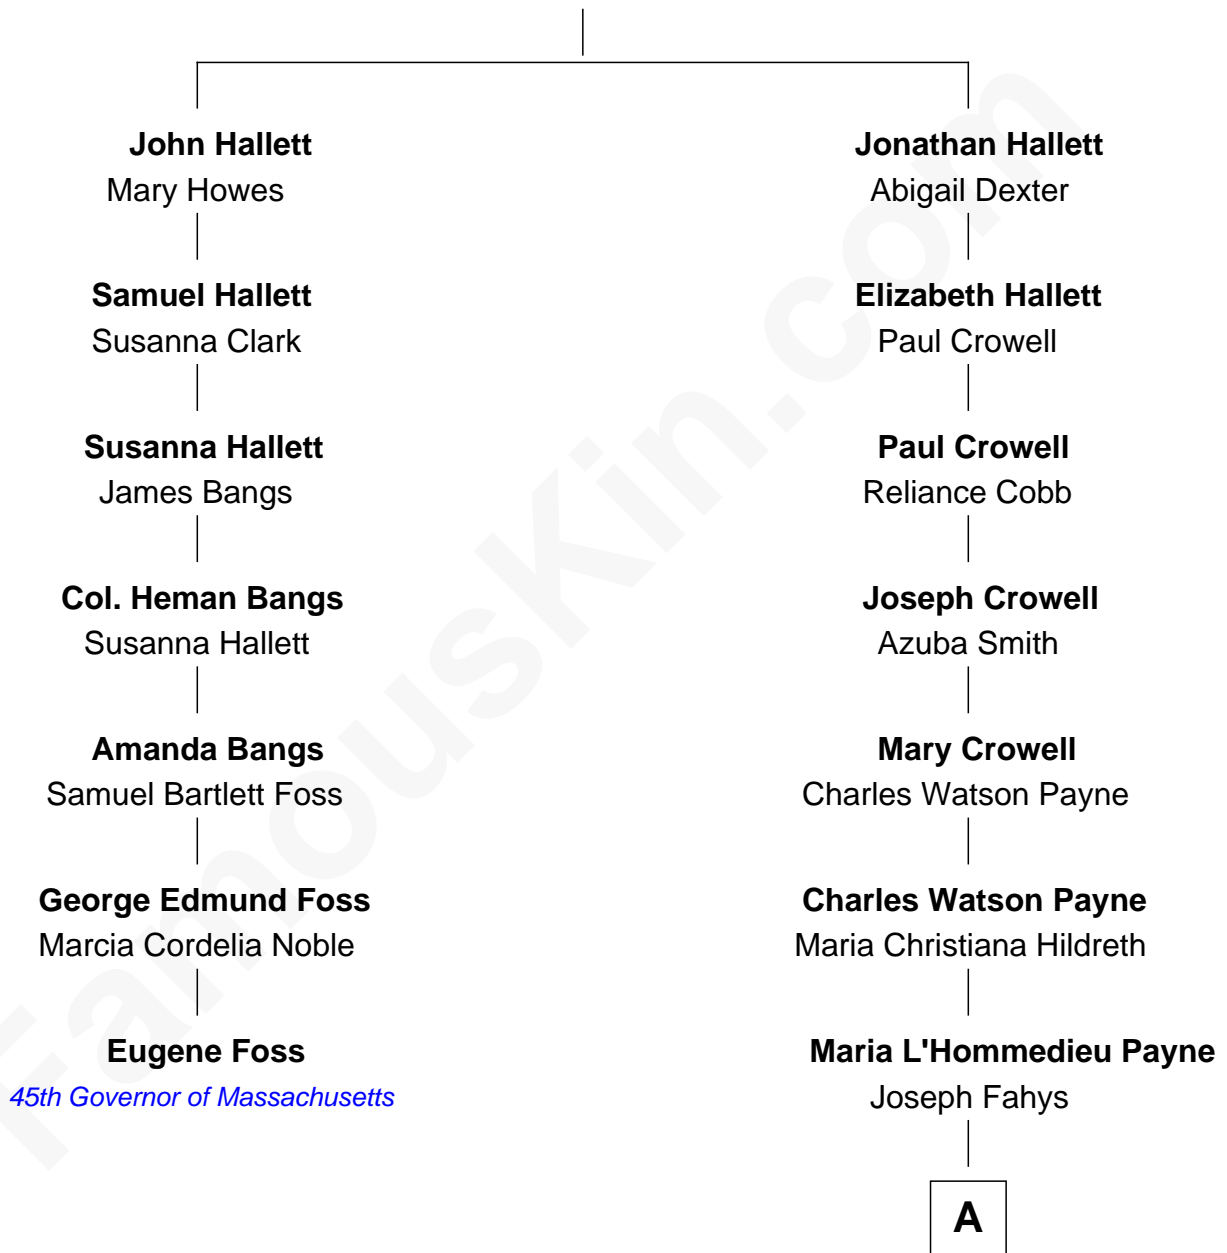 John Hallett
Mary Howes
Samuel Hallett
Susanna Clark
Susanna Hallett
James Bangs
Col. Heman Bangs
Susanna Hallett
Amanda Bangs
Samuel Bartlett Foss
George Edmund Foss
Marcia Cordelia Noble
Eugene Foss
45th Governor of Massachusetts
Jonathan Hallett
Abigail Dexter
Elizabeth Hallett
Paul Crowell
Paul Crowell
Reliance Cobb
Joseph Crowell
Azuba Smith
Mary Crowell
Charles Watson Payne
Charles Watson Payne
Maria Christiana Hildreth
Maria L'Hommedieu Payne
Joseph Fahys
A
FamousKin.com